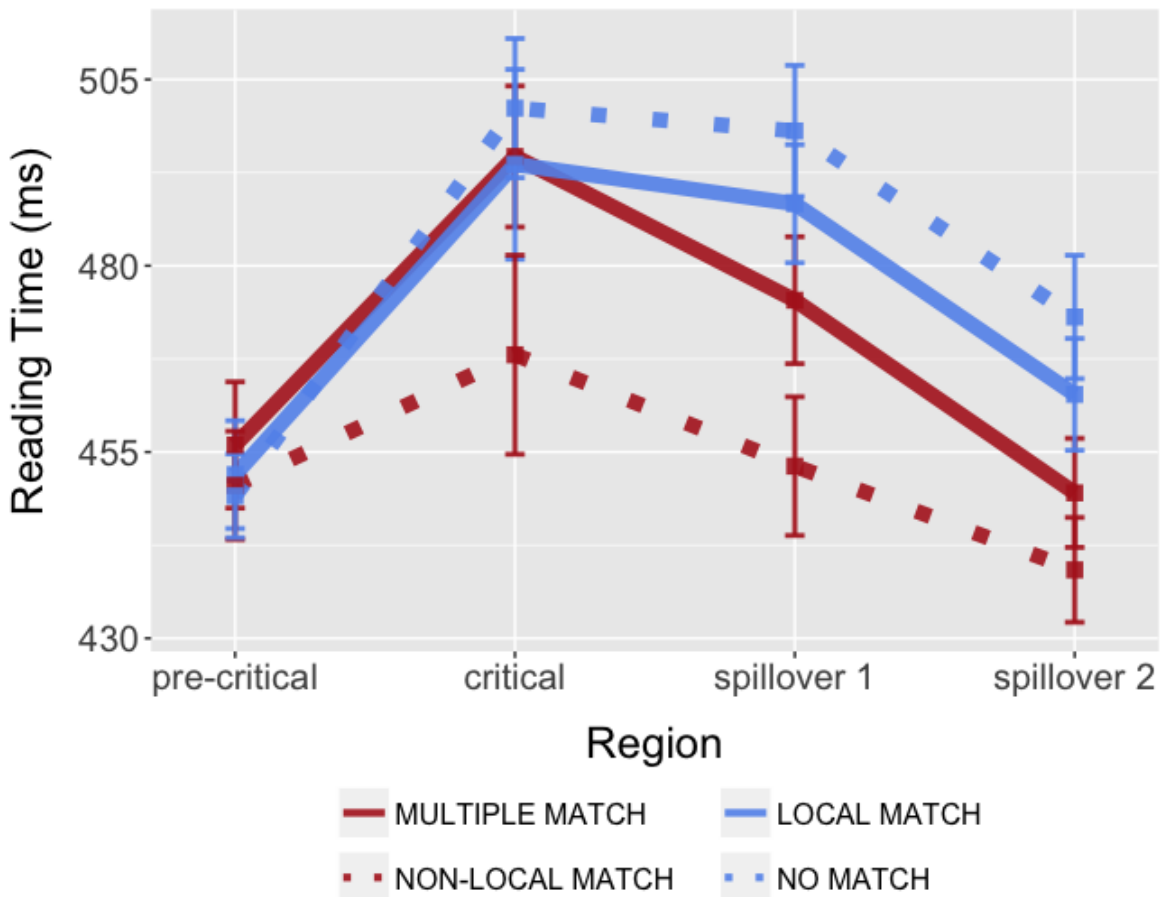 Reading Time (ms)
505
480
455
430
pre-critical critical spillover 1 spillover 2
Region
MULTIPLE MATCH LOCAL MATCH
NON-LOCAL MATCH NO MATCH